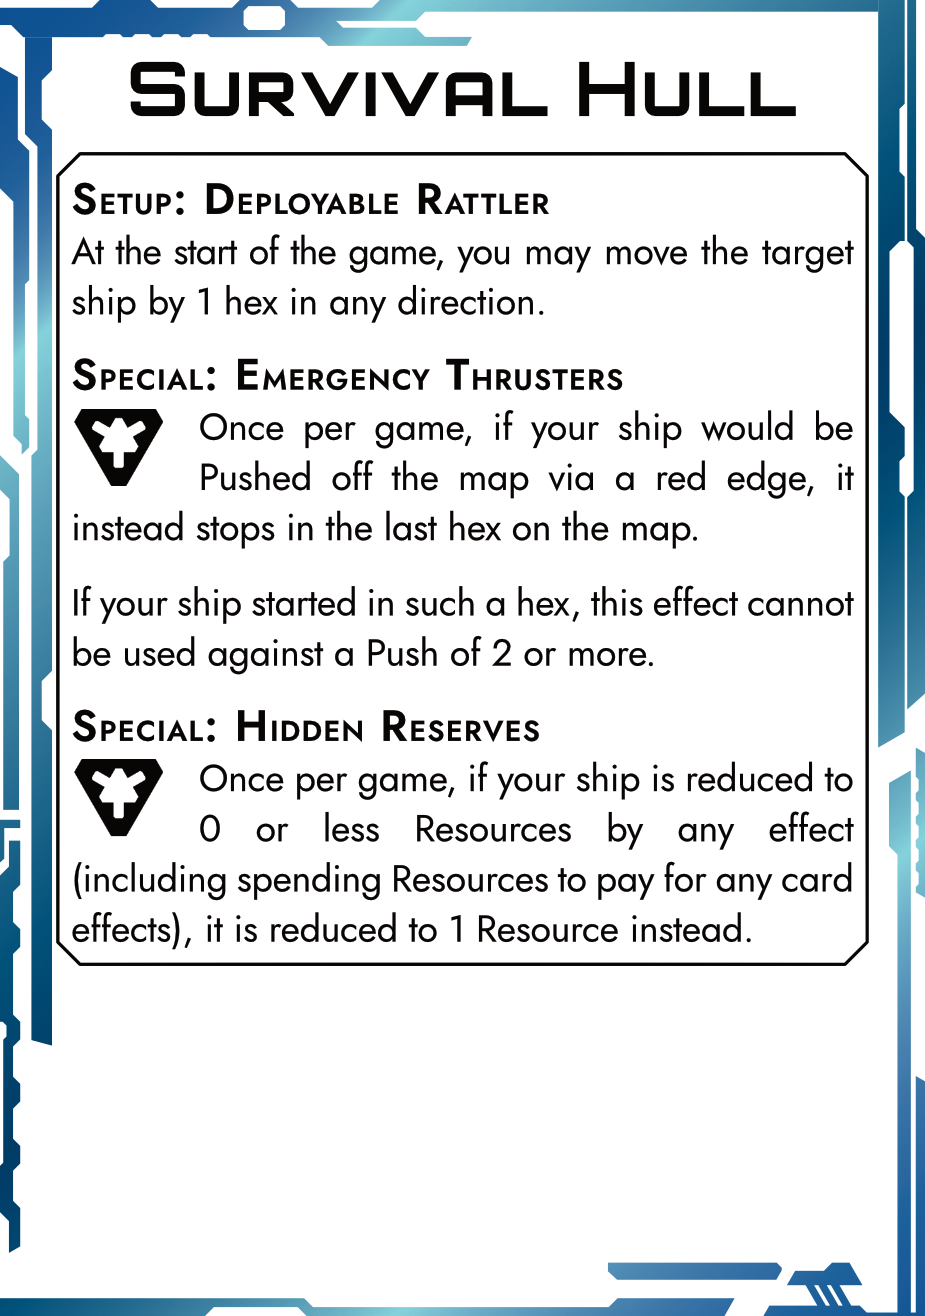 Survival Hull
Setup: Deployable Rattler
At the start of the game, you may move the target
ship by 1 hex in any direction.
Special: Emergency Thrusters
Once per game, if your ship would be
Pushed off the map via a red edge, it
instead stops in the last hex on the map.
If your ship started in such a hex, this effect cannot
be used against a Push of 2 or more.
Special: Hidden Reserves
Once per game, if your ship is reduced to
0 or less Resources by any effect
(including spending Resources to pay for any card
effects), it is reduced to 1 Resource instead.